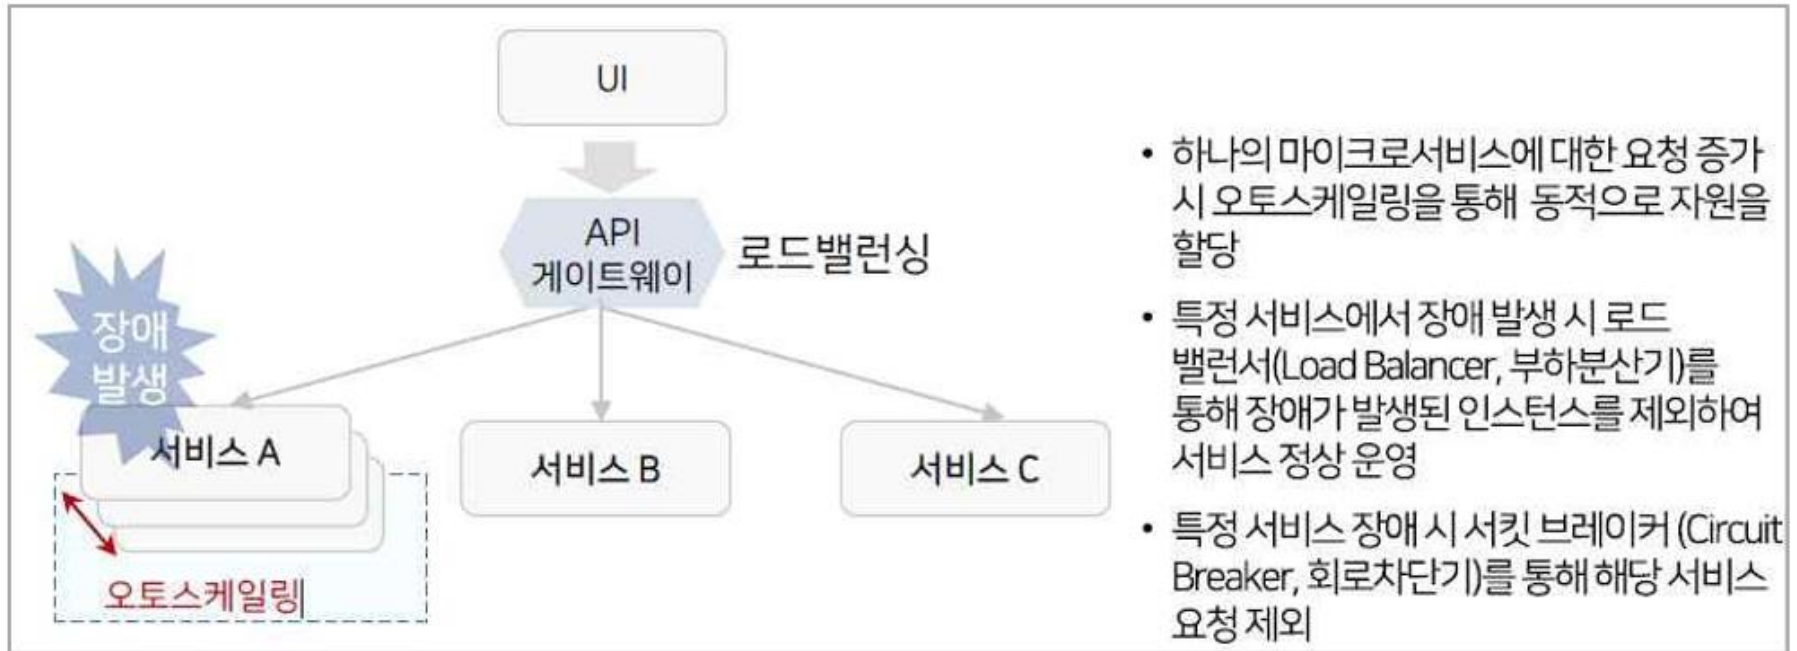 UI
API
게이트웨이
로드밸런싱
장애
발생
서비스 A
서비스 B
서비스 C
오토스케일링
• 하나의 마이크로서비스에 대한 요청 증가
시 오토스케일링을 통해 동적으로 자원을
할당
• 특정 서비스에서 장애 발생 시 로드
밸런서(Load Balancer, 부하분산기)를
통해 장애가 발생된 인스턴스를 제외하여
서비스 정상 운영
• 특정 서비스 장애 시 서킷 브레이커 (Circuit
Breaker, 회로차단기)를 통해 해당 서비스
요청 제외